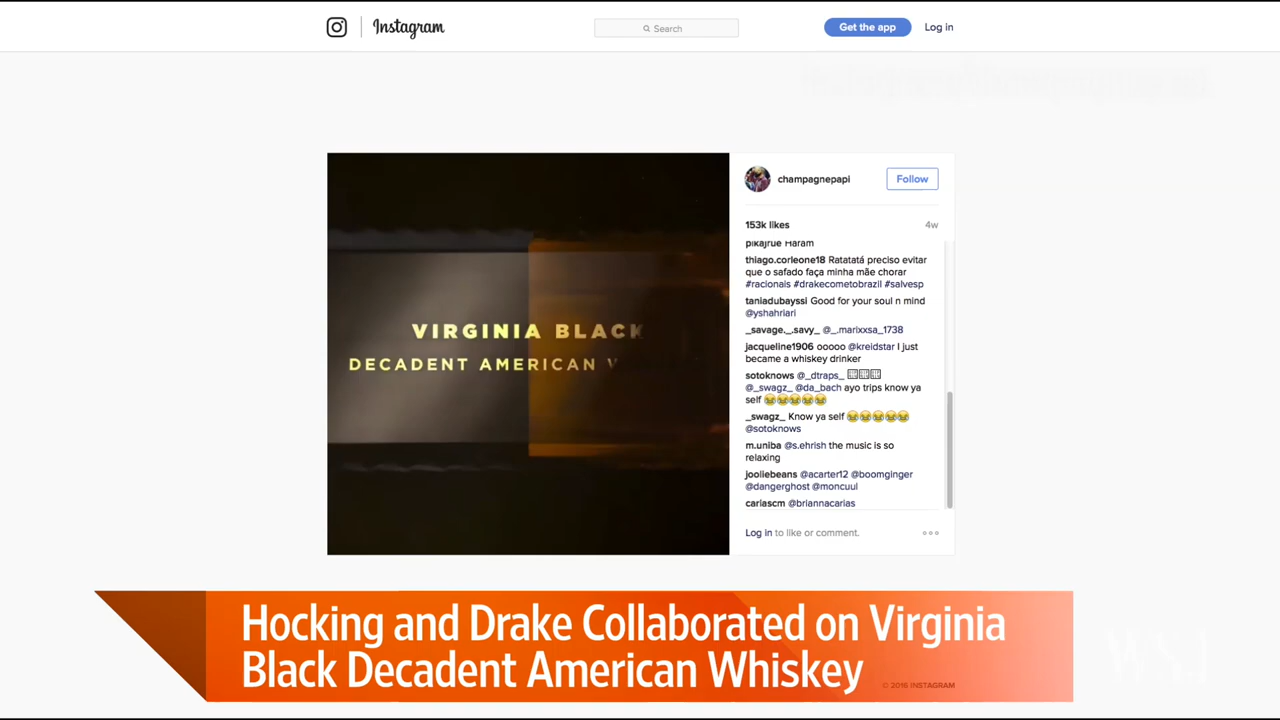 Instagram
Search
Get the app
Log in
champagnepapi
Follow
153k likes
4w
pikajrue Haram
thiago.corleone18 Ratatatá preciso evitar
que o safado faça minha mãe chorar
#racionais #drakecometobrazil #salvesp
taniadubayssi Good for your soul n mind
@yshahriari
_savage._.savy_ @_.marixxsa_1738
jacqueline1906 ooooo @kreidstar I just
became a whiskey drinker
sotoknows @_dtraps_
@_swagz_ @da_bach ayo trips know ya
self 😂😂😂😂😂
_swagz_ Know ya self 😂😂😂😂😂
@sotoknows
m.uniba @s.ehrish the music is so
relaxing
jooliebeans @acarter12 @boomginger
@dangerghost @moncuul
cariascm @briannacarias
Log in to like or comment.
VIRGINIA BLACK
DECADENT AMERICAN
Hocking and Drake Collaborated on Virginia
Black Decadent American Whiskey
© 2016 INSTAGRAM
WSJ